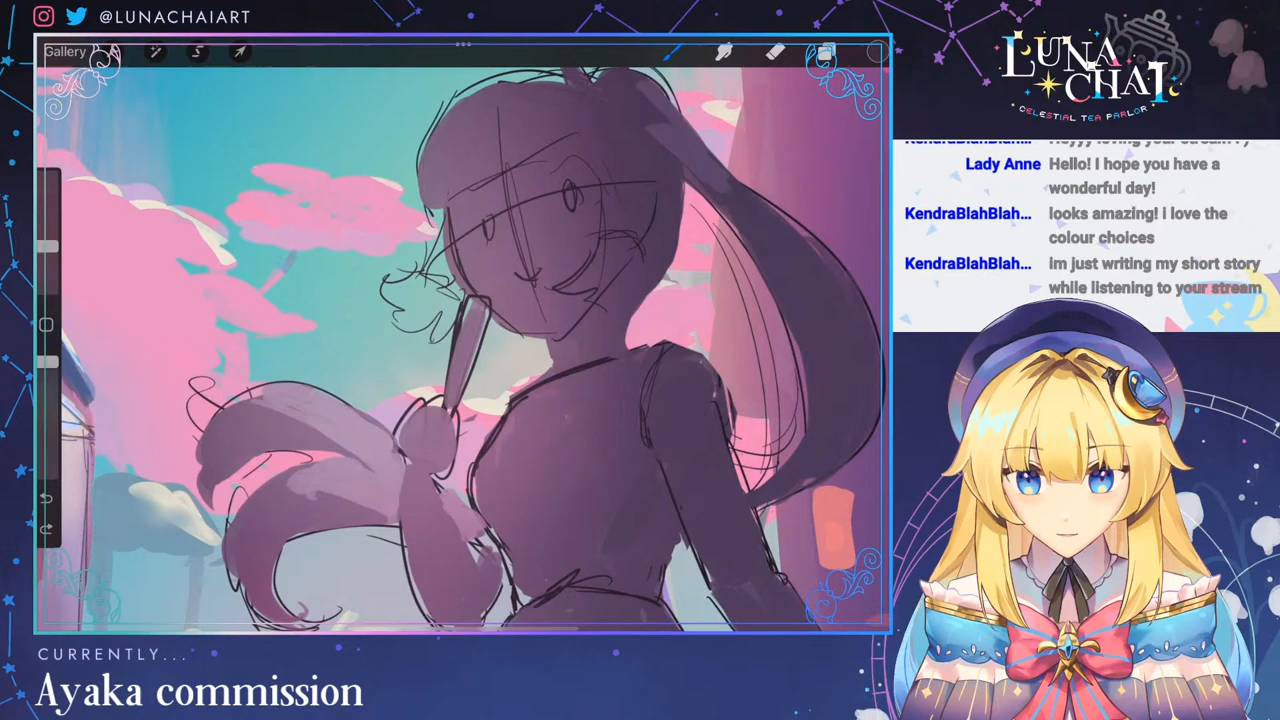 @LUNACHAIART
Gallery
LUNA
CHAI
CELESTIAL TEA PARLOR
Lady Anne Hello! I hope you have a
wonderful day!
KendraBlahBlah... looks amazing! i love the
colour choices
KendraBlahBlah... im just writing my short story
while listening to your stream
CURRENTLY...
Ayaka commission